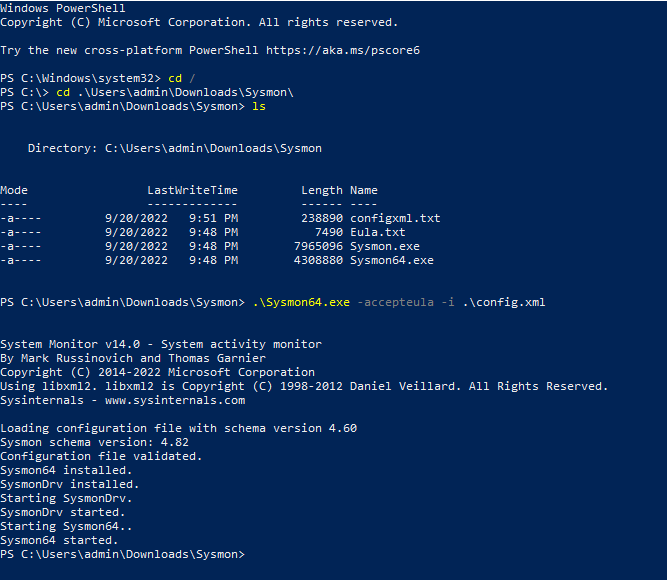 Windows PowerShell
Copyright (C) Microsoft Corporation. All rights reserved.
Try the new cross-platform PowerShell https://aka.ms/pscore6
PS C:\Windows\system32> cd /
PS C:\> cd .\Users\admin\Downloads\Sysmon\
PS C:\Users\admin\Downloads\Sysmon> ls
Directory: C:\Users\admin\Downloads\Sysmon
Mode                 LastWriteTime         Length Name
----                 -------------         ------ ----
-a----         9/20/2022   9:51 PM         238890 configxml.txt
-a----         9/20/2022   9:48 PM           7490 Eula.txt
-a----         9/20/2022   9:48 PM        7965096 Sysmon.exe
-a----         9/20/2022   9:48 PM        4308880 Sysmon64.exe
PS C:\Users\admin\Downloads\Sysmon> .\Sysmon64.exe -accepteula -i .\config.xml
System Monitor v14.0 - System activity monitor
By Mark Russinovich and Thomas Garnier
Copyright (C) 2014-2022 Microsoft Corporation
Using libxml2. libxml2 is Copyright (C) 1998-2012 Daniel Veillard. All Rights Reserved.
Sysinternals - www.sysinternals.com
Loading configuration file with schema version 4.60
Sysmon schema version: 4.82
Configuration file validated.
Sysmon64 installed.
SysmonDrv installed.
Starting SysmonDrv.
SysmonDrv started.
Starting Sysmon64..
Sysmon64 started.
PS C:\Users\admin\Downloads\Sysmon>